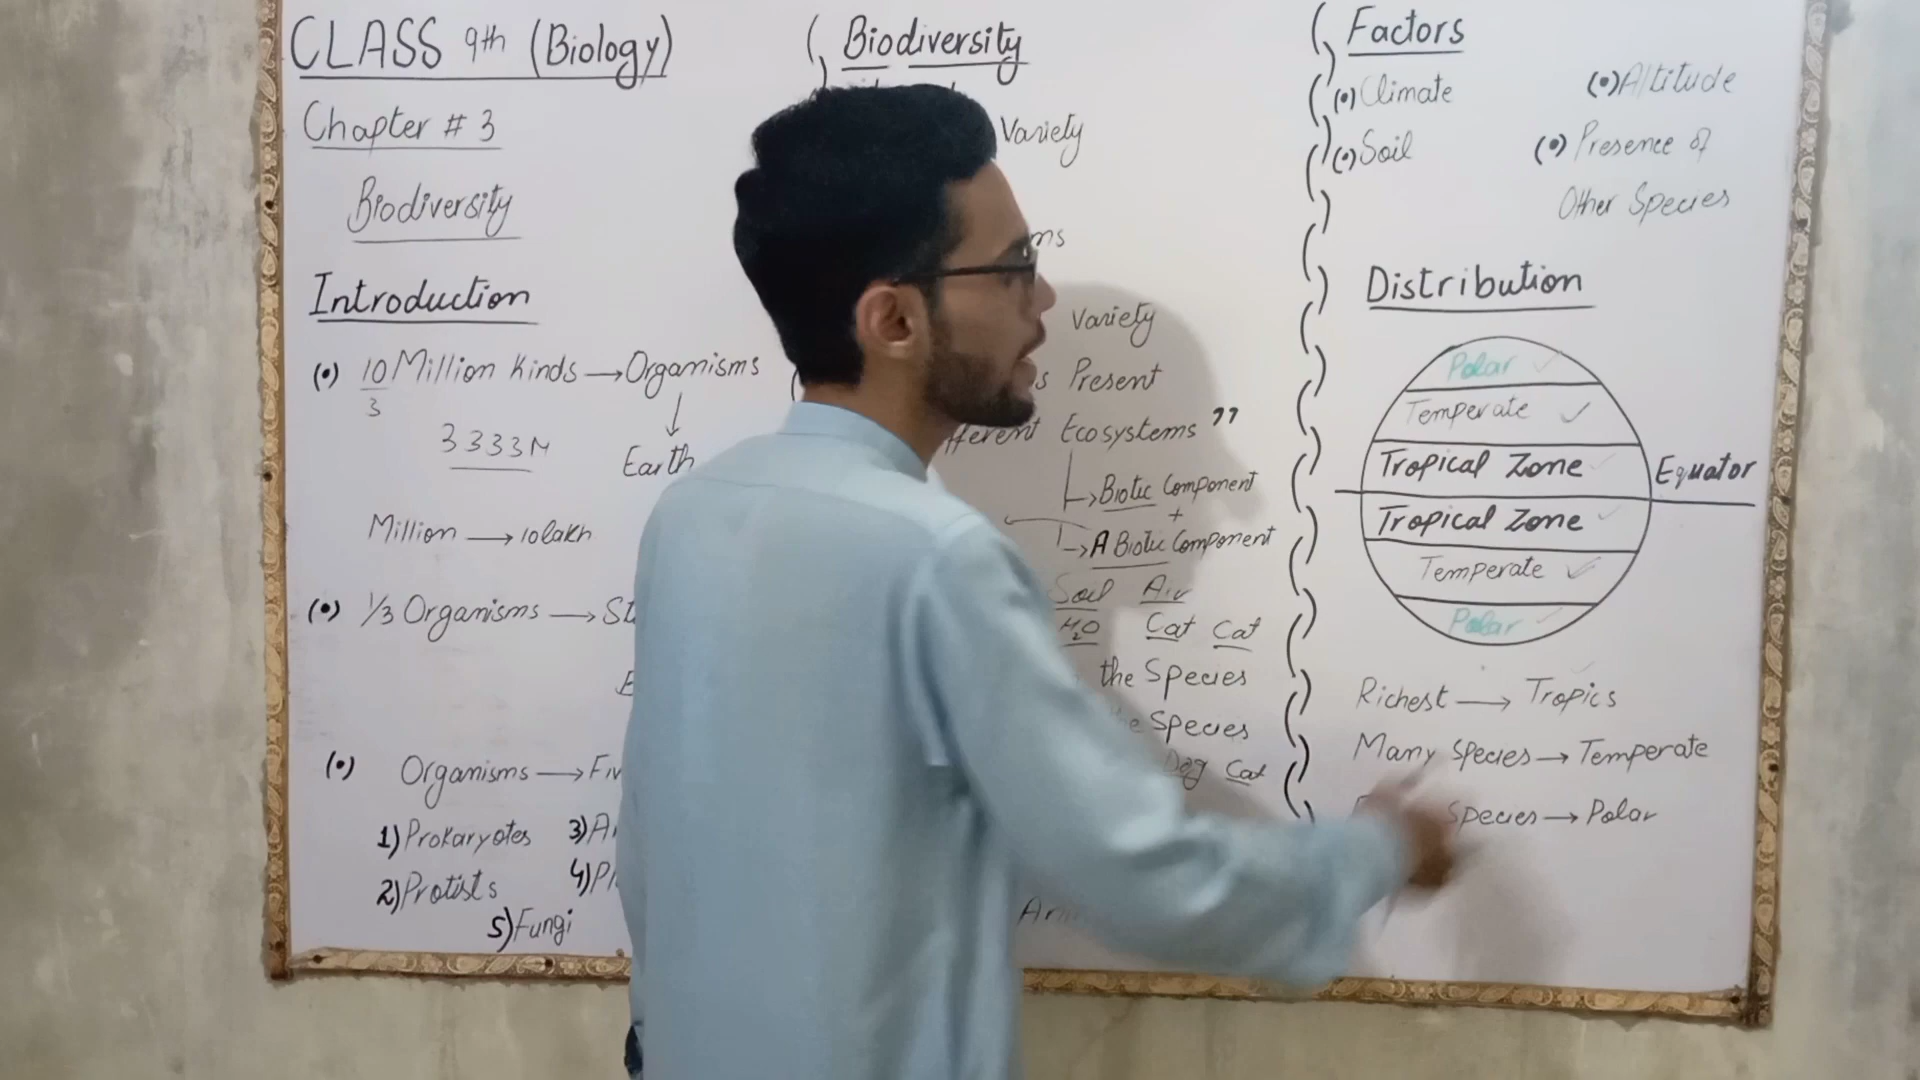 CLASS 9th (Biology)
Chapter # 3
Biodiversity
Introduction
(•) 10 Million Kinds → Organisms
3
3333M
Earth
Million → 10lakh
(•) 1/3 Organisms →
(•) Organisms →
1) Prokaryotes 3)
2) Protists 4)
5) Fungi
Biodiversity
Variety
Variety
Present
Ecosystems ”
→ Biotic Component
+
→ A Biotic Component
Soil Air
H2O Cat Cat
the Species
Species
Dog Cat
Factors
(•) Climate (•) Altitude
(•) Soil (•) Presence of
Other Species
Distribution
Polar ✓
Temperate ✓
Tropical Zone
Equator
Tropical Zone
Temperate ✓
Polar
Richest → Tropics
Many Species → Temperate
Species → Polar